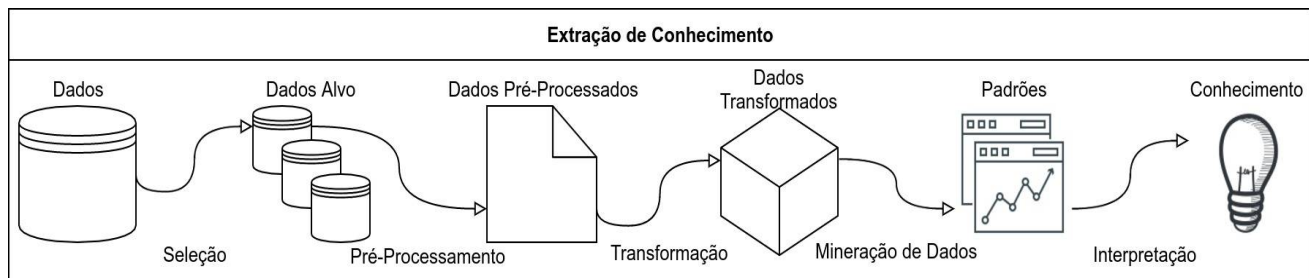 Extração de Conhecimento
Dados
Dados Alvo
Dados Pré-Processados
Dados
Transformados
Padrões
Conhecimento
Seleção
Pré-Processamento
Transformação
Mineração de Dados
Interpretação